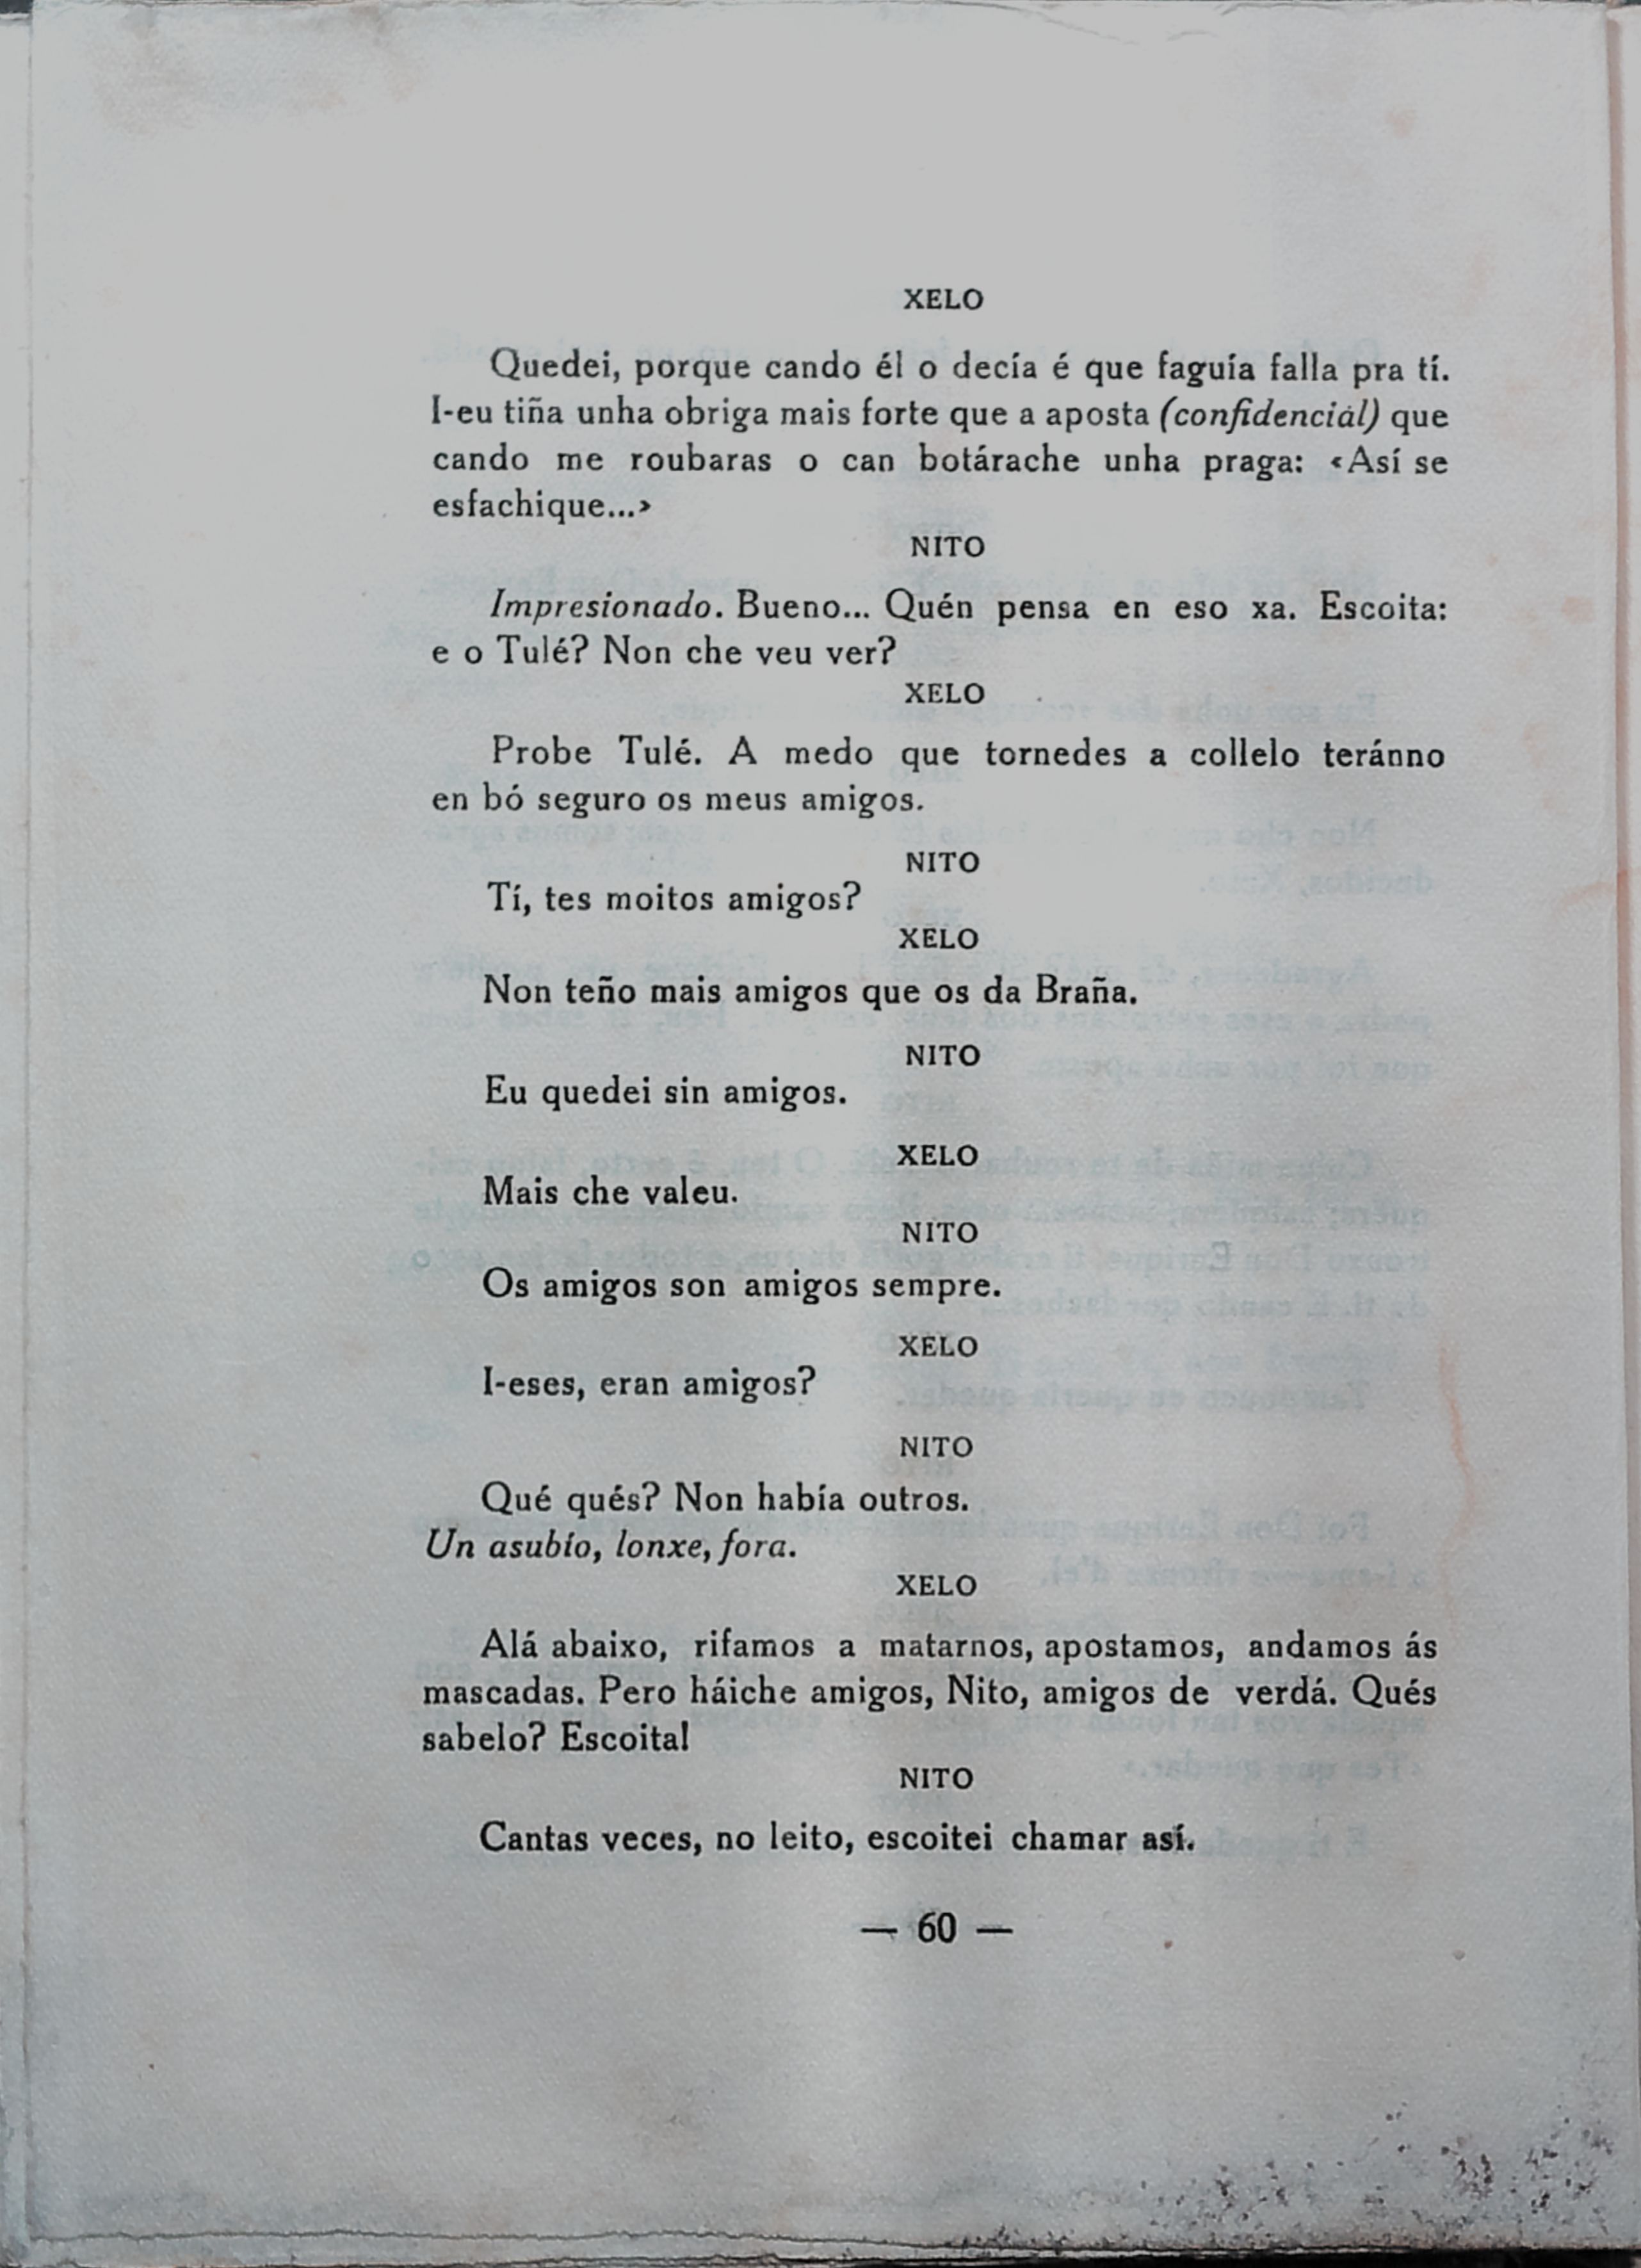 XELO
Quedei, porque cando él o decía é que faguía falla pra tí.
I-eu tiña unha obriga mais forte que a aposta (confidenciál) que
cando me roubaras o can botárache unha praga: ‹Así se
esfachique...›
NITO
Impresionado. Bueno... Quén pensa en eso xa. Escoita:
e o Tulé? Non che veu ver?
XELO
Probe Tulé. A medo que tornedes a collelo teránno
en bó seguro os meus amigos.
NITO
Tí, tes moitos amigos?
XELO
Non teño mais amigos que os da Braña.
NITO
Eu quedei sin amigos.
XELO
Mais che valeu.
NITO
Os amigos son amigos sempre.
XELO
I-eses, eran amigos?
NITO
Qué qués? Non había outros.
Un asubío, lonxe, fora.
XELO
Alá abaixo, rifamos a matarnos, apostamos, andamos ás
mascadas. Pero háiche amigos, Nito, amigos de verdá. Qués
sabelo? Escoita!
NITO
Cantas veces, no leito, escoitei chamar así.
— 60 —